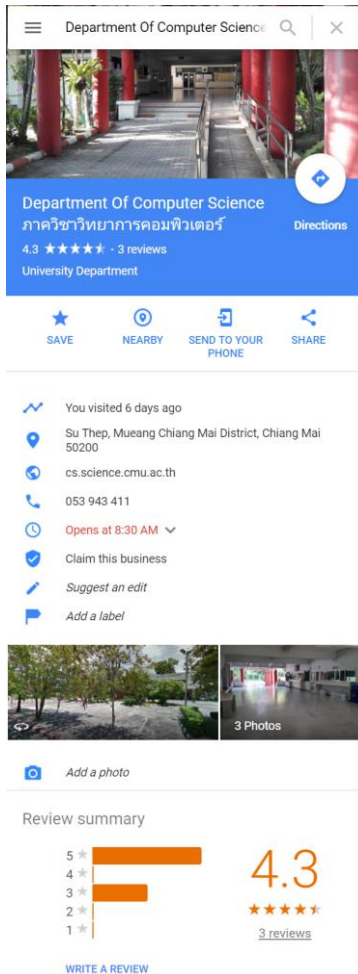 Department Of Computer Science
Department Of Computer Science
ภาควิชาวิทยาการคอมพิวเตอร์
Directions
4.3 ★★★★★ · 3 reviews
University Department
SAVE
NEARBY
SEND TO YOUR
PHONE
SHARE
You visited 6 days ago
Su Thep, Mueang Chiang Mai District, Chiang Mai
50200
cs.science.cmu.ac.th
053 943 411
Opens at 8:30 AM
Claim this business
Suggest an edit
Add a label
3 Photos
Add a photo
Review summary
5 ★
4 ★
3 ★
2 ★
1 ★
4.3
★★★★★
3 reviews
WRITE A REVIEW